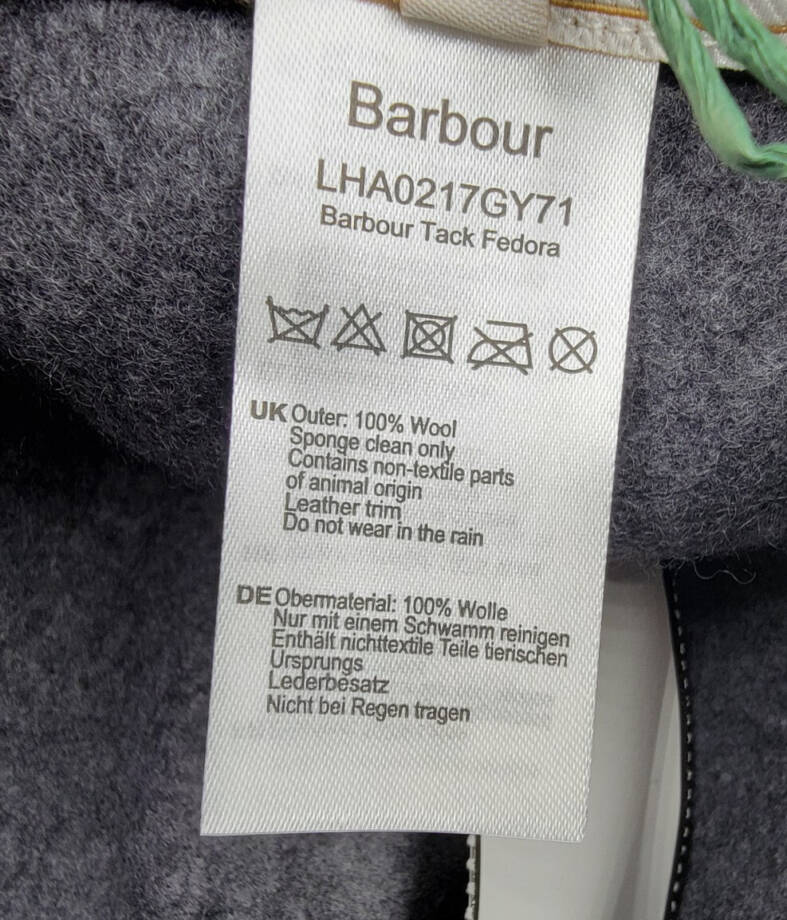 Barbour
LHA0217GY71
Barbour Tack Fedora
UK Outer: 100% Wool
Sponge clean only
Contains non-textile parts
of animal origin
Leather trim
Do not wear in the rain
DE Obermaterial: 100% Wolle
Nur mit einem Schwamm reinigen
Enthält nichttextile Teile tierischen
Ursprungs
Lederbesatz
Nicht bei Regen tragen